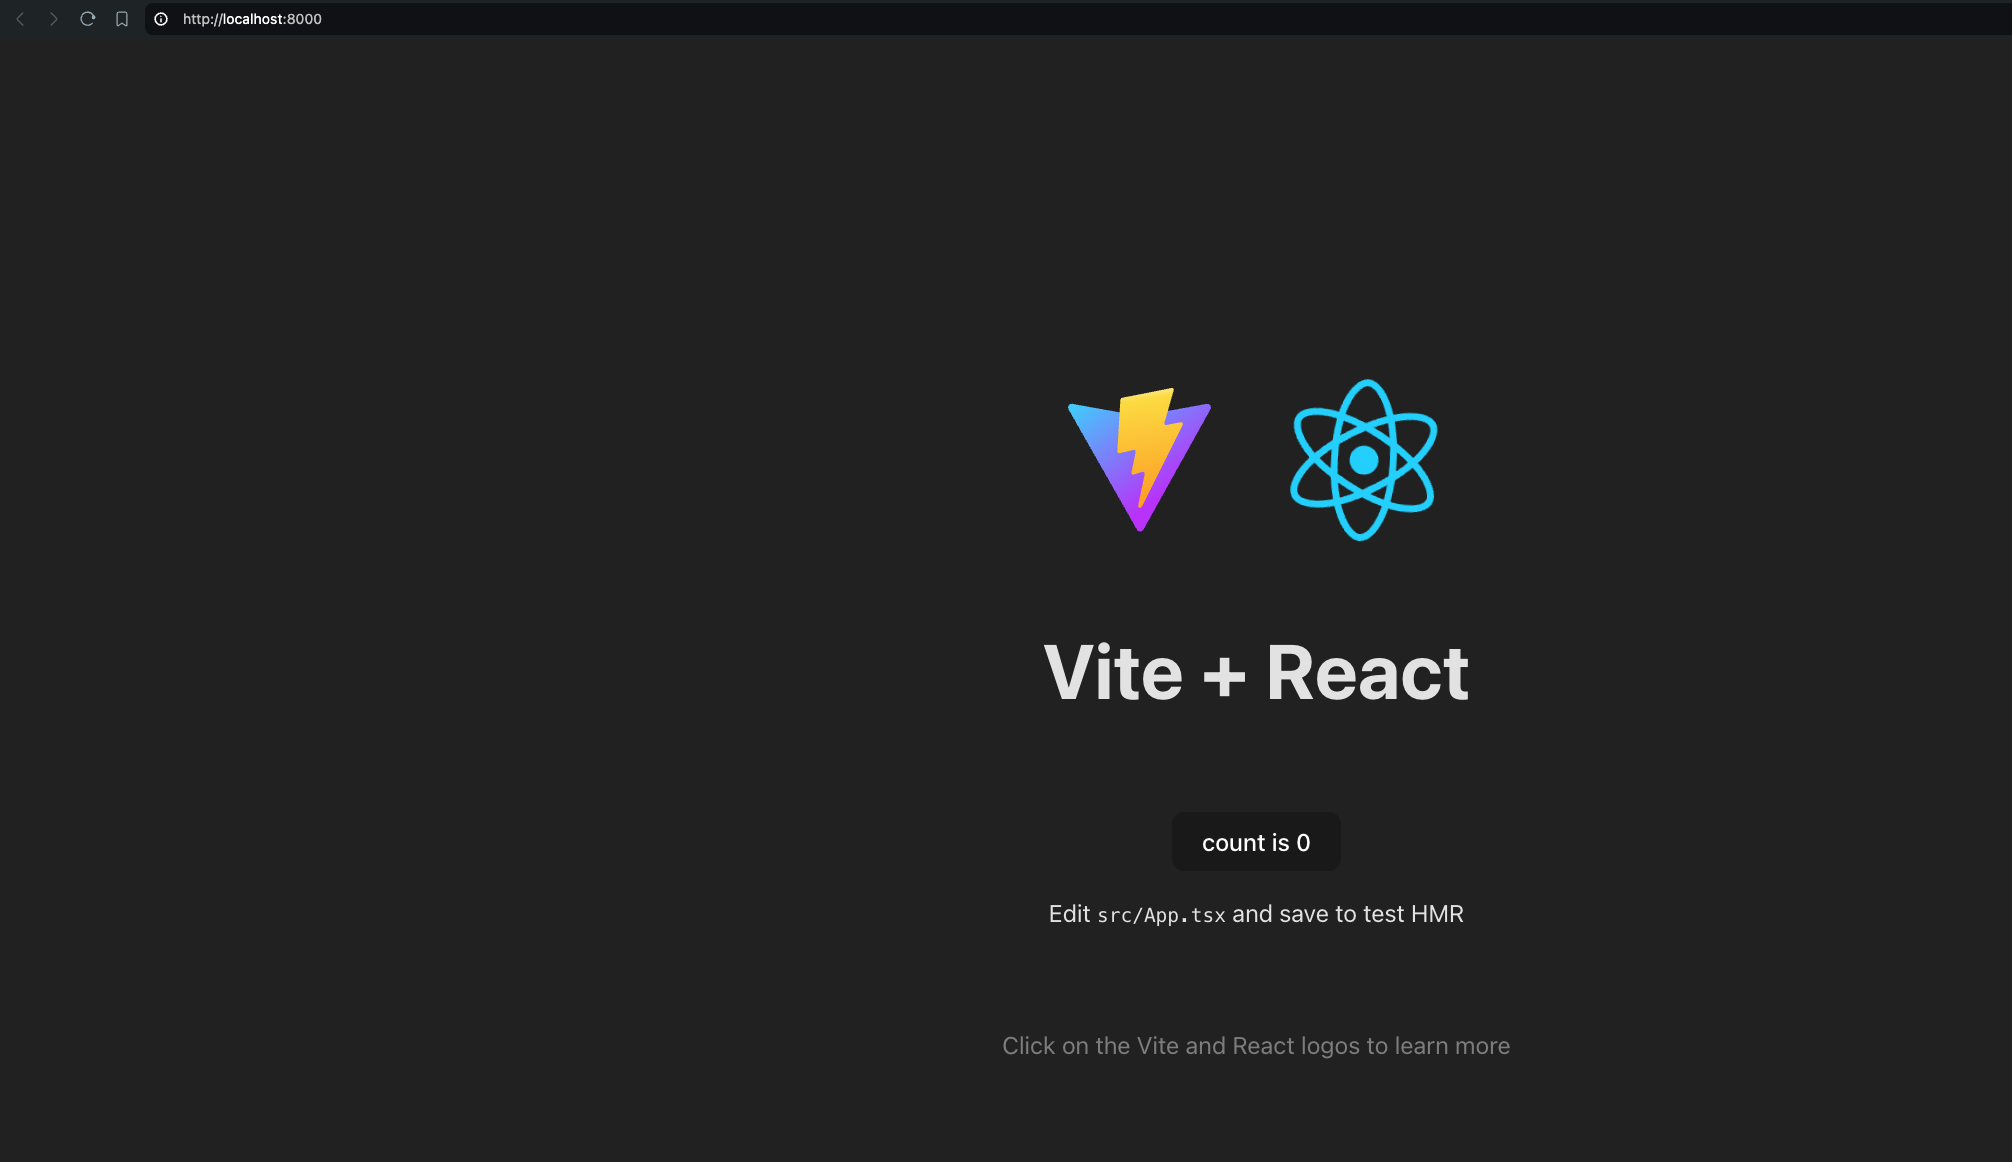 http://localhost:8000
Vite + React
count is 0
Edit src/App.tsx and save to test HMR
Click on the Vite and React logos to learn more